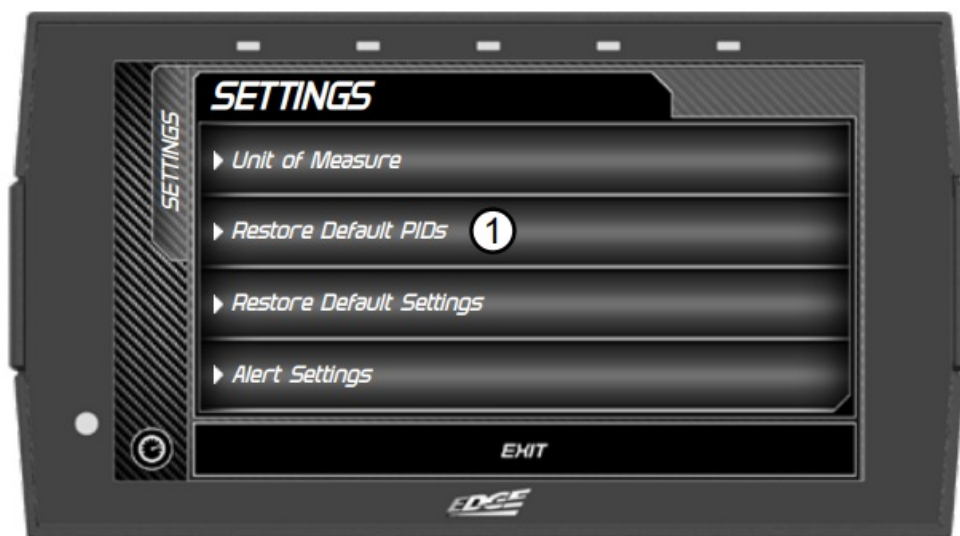 SETTINGS
SETTINGS
Unit of Measure
Restore Default PIDs 1
Restore Default Settings
Alert Settings
EXIT
EDGE